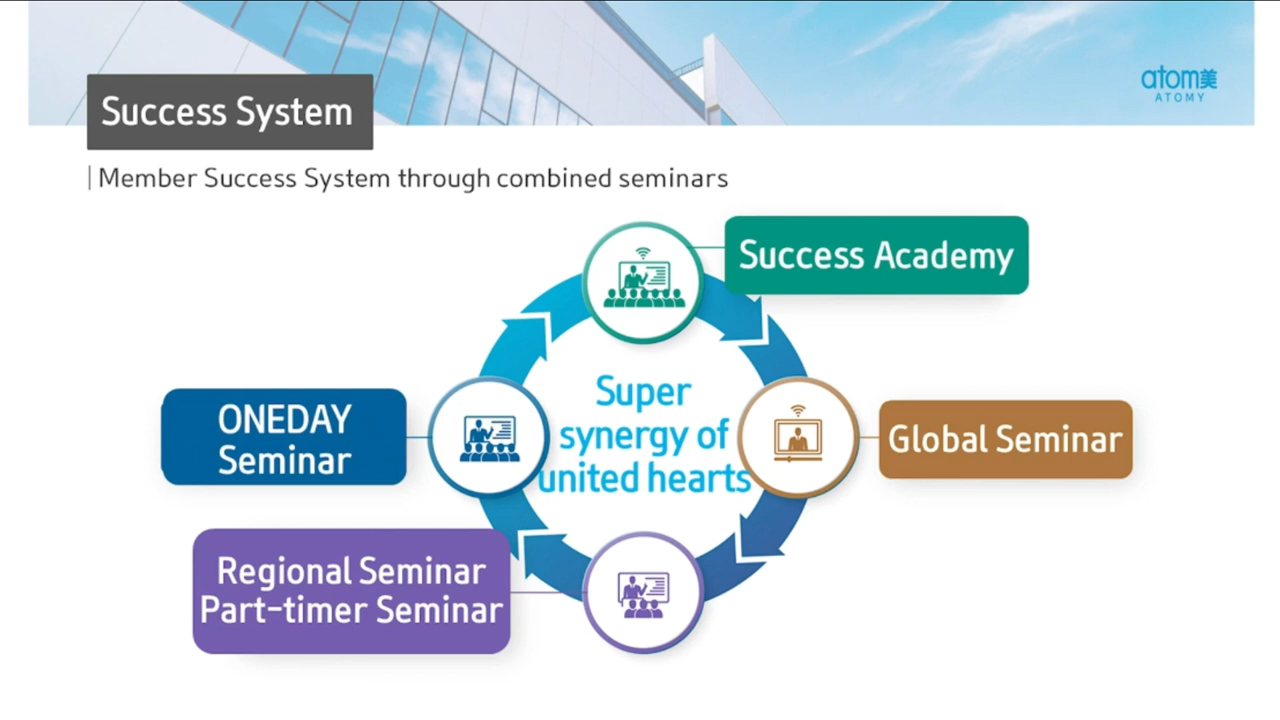 atom美
ATOMY
Success System
Member Success System through combined seminars
Success Academy
ONEDAY
Seminar
Super
synergy of
united hearts
Global Seminar
Regional Seminar
Part-timer Seminar